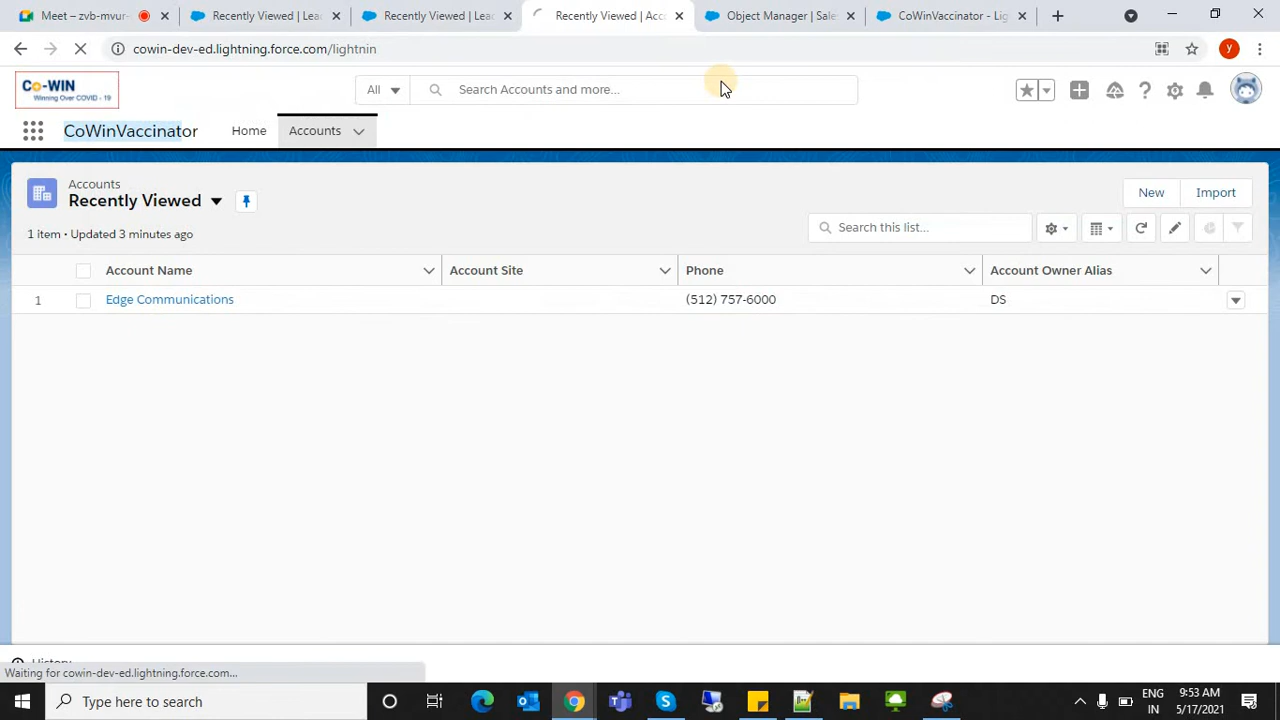 Meet – zvb-mvur-
Recently Viewed | Lea
Recently Viewed | Lea
Recently Viewed | Acc
Object Manager | Sales
CoWinVaccinator - Lig
cowin-dev-ed.lightning.force.com/lightnin
y
Co-WIN
Winning Over COVID - 19
All
Search Accounts and more...
CoWinVaccinator
Home
Accounts
Accounts
Recently Viewed
New
Import
1 item • Updated 3 minutes ago
Search this list...
Account Name
Account Site
Phone
Account Owner Alias
1
Edge Communications
(512) 757-6000
DS
History
Waiting for cowin-dev-ed.lightning.force.com...
Type here to search
ENG
IN
9:53 AM
5/17/2021